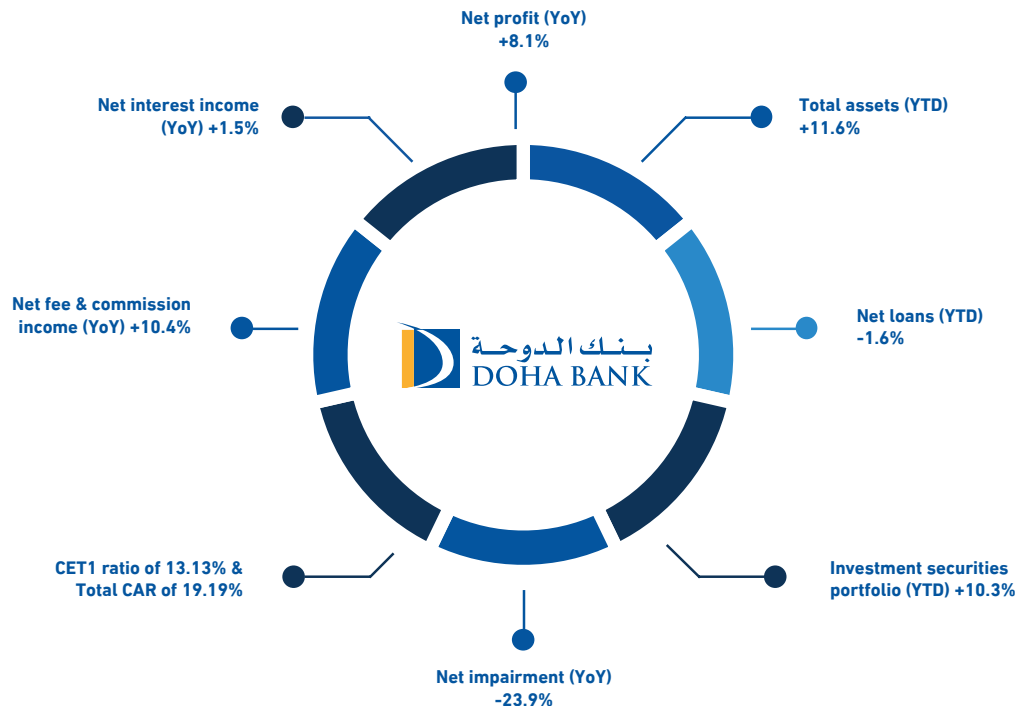 Net profit (YoY)
+8.1%
Net interest income
(YoY) +1.5%
Total assets (YTD)
+11.6%
Net fee & commission
income (YoY) +10.4%
بنك الدوحة
DOHA BANK
Net loans (YTD)
-1.6%
CET1 ratio of 13.13% &
Total CAR of 19.19%
Investment securities
portfolio (YTD) +10.3%
Net impairment (YoY)
-23.9%